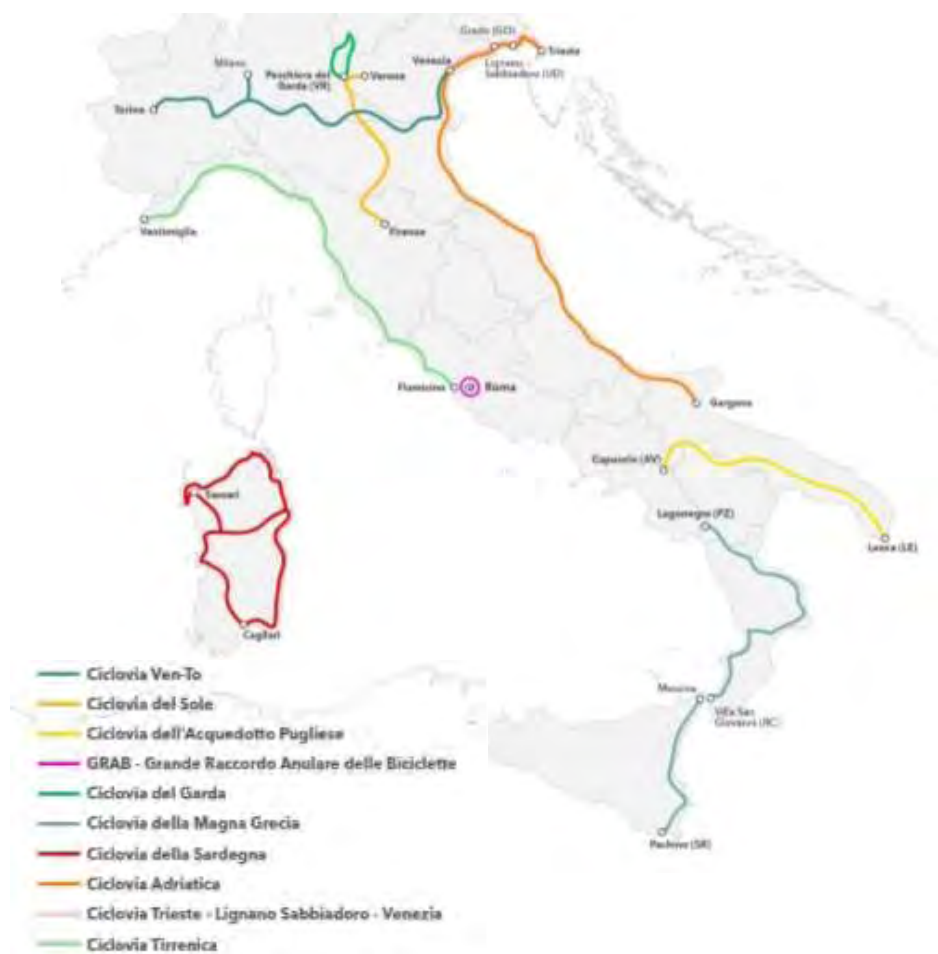 Grado (GO)
Trieste
Milano
Venezia
Lignano -
Sabbiadoro (UD)
Peschiera del
Garda (VR)
Verona
Torino
Ventimiglia
Firenze
Fiumicino
Roma
Gargano
Caposele (AV)
Sassari
Lagonegro (PZ)
Leuca (LE)
Cagliari
Ciclovia Ven-To
Messina
Ciclovia del Sole
Villa San
Giovanni (RC)
Ciclovia dell'Acquedotto Pugliese
GRAB - Grande Raccordo Anulare delle Biciclette
Ciclovia del Garda
Ciclovia della Magna Grecia
Pachino (SR)
Ciclovia della Sardegna
Ciclovia Adriatica
Ciclovia Trieste - Lignano Sabbiadoro - Venezia
Ciclovia Tirrenica